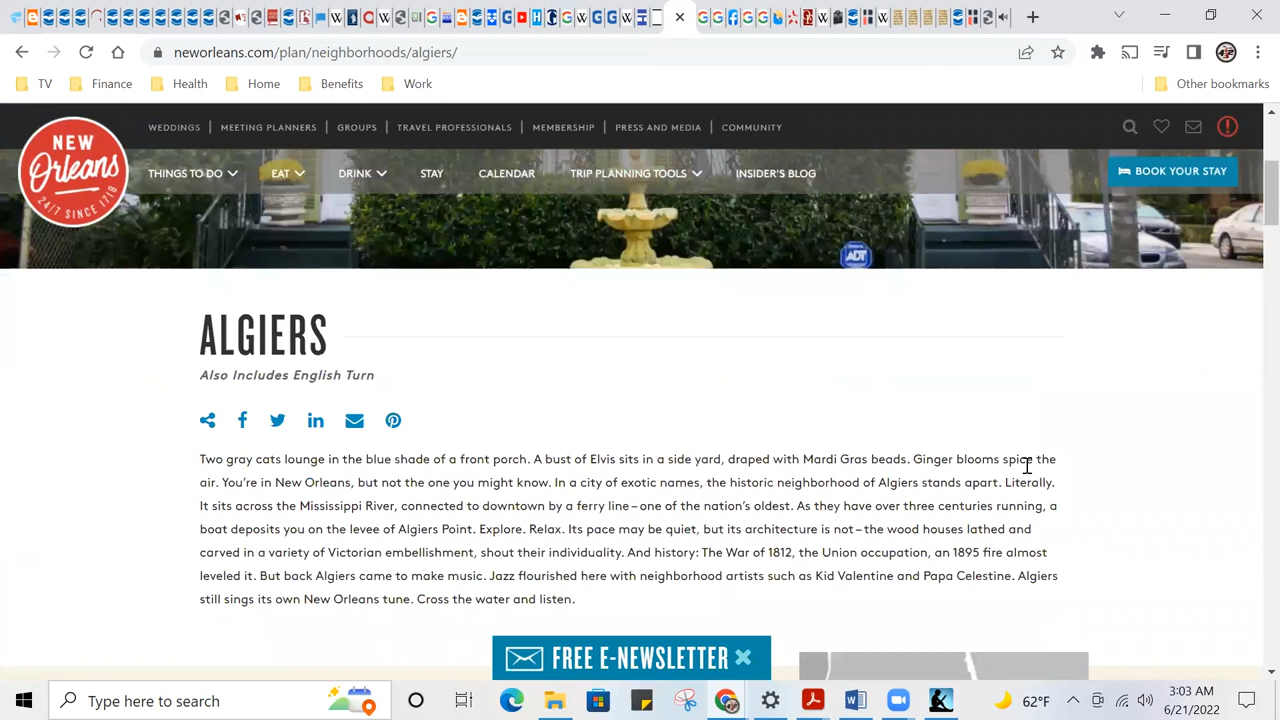 neworleans.com/plan/neighborhoods/algiers/
TV Finance Health Home Benefits Work Other bookmarks
WEDDINGS | MEETING PLANNERS | GROUPS | TRAVEL PROFESSIONALS | MEMBERSHIP | PRESS AND MEDIA | COMMUNITY
NEW
Orleans
24/7 SINCE 1718
THINGS TO DO EAT DRINK STAY CALENDAR TRIP PLANNING TOOLS INSIDER'S BLOG BOOK YOUR STAY
ADT
ALGIERS
Also Includes English Turn
Two gray cats lounge in the blue shade of a front porch. A bust of Elvis sits in a side yard, draped with Mardi Gras beads. Ginger blooms spice the
air. You're in New Orleans, but not the one you might know. In a city of exotic names, the historic neighborhood of Algiers stands apart. Literally.
It sits across the Mississippi River, connected to downtown by a ferry line – one of the nation's oldest. As they have over three centuries running, a
boat deposits you on the levee of Algiers Point. Explore. Relax. Its pace may be quiet, but its architecture is not – the wood houses lathed and
carved in a variety of Victorian embellishment, shout their individuality. And history: The War of 1812, the Union occupation, an 1895 fire almost
leveled it. But back Algiers came to make music. Jazz flourished here with neighborhood artists such as Kid Valentine and Papa Celestine. Algiers
still sings its own New Orleans tune. Cross the water and listen.
FREE E-NEWSLETTER
Type here to search
62°F
3:03 AM
6/21/2022